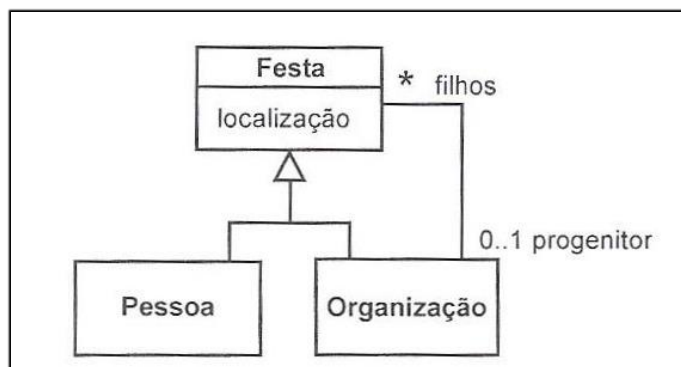 Festa
* filhos
localização
0..1 progenitor
Pessoa
Organização